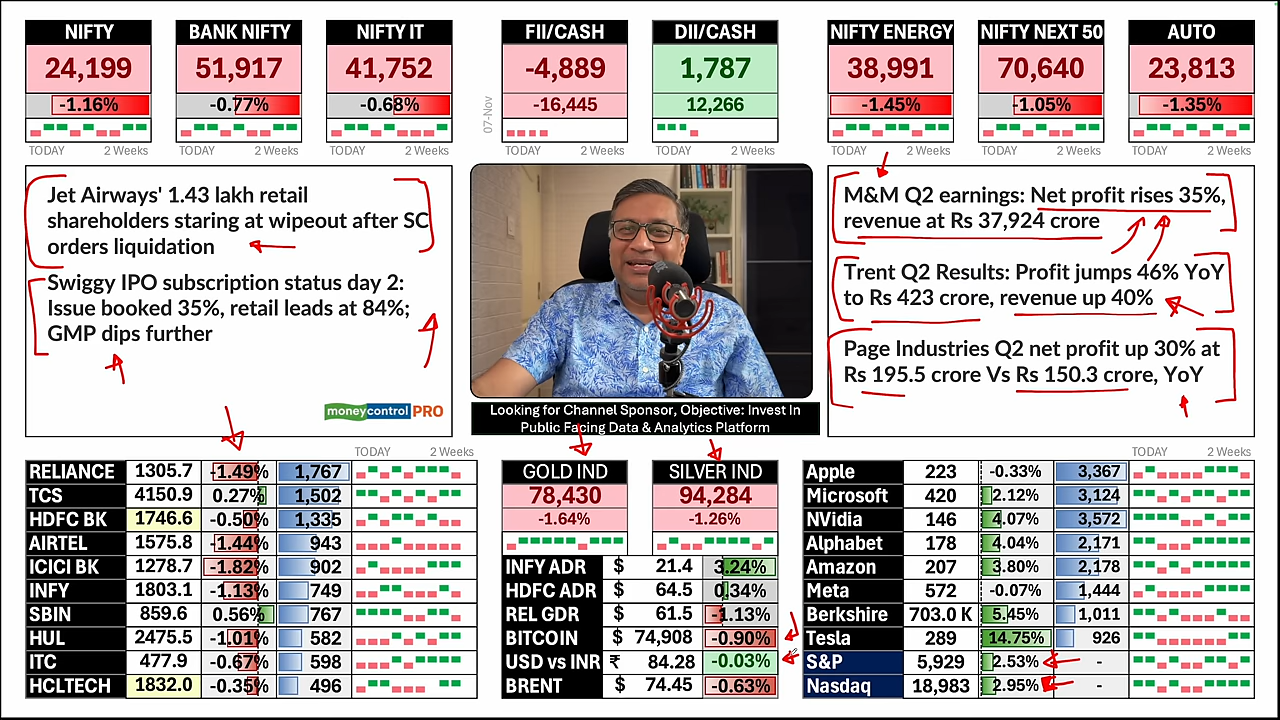 NIFTY BANK NIFTY NIFTY IT FII/CASH DII/CASH NIFTY ENERGY NIFTY NEXT 50 AUTO
24,199 51,917 41,752 -4,889 1,787 38,991 70,640 23,813
-1.16% -0.77% -0.68% -16,445 12,266 -1.45% -1.05% -1.35%
07-Nov
TODAY 2 Weeks TODAY 2 Weeks TODAY 2 Weeks TODAY 2 Weeks TODAY 2 Weeks TODAY 2 Weeks
Jet Airways' 1.43 lakh retail
shareholders staring at wipeout after SC
orders liquidation
Swiggy IPO subscription status day 2:
Issue booked 35%, retail leads at 84%;
GMP dips further
moneycontrol PRO
Looking for Channel Sponsor, Objective: Invest In
Public Facing Data & Analytics Platform
M&M Q2 earnings: Net profit rises 35%,
revenue at Rs 37,924 crore
Trent Q2 Results: Profit jumps 46% YoY
to Rs 423 crore, revenue up 40%
Page Industries Q2 net profit up 30% at
Rs 195.5 crore Vs Rs 150.3 crore, YoY
TODAY 2 Weeks
RELIANCE 1305.7 -1.49% 1,767
TCS 4150.9 0.27% 1,502
HDFC BK 1746.6 -0.50% 1,335
AIRTEL 1575.8 -1.44% 943
ICICI BK 1278.7 -1.82% 902
INFY 1803.1 -1.13% 749
SBIN 859.6 0.56% 767
HUL 2475.5 -1.01% 582
ITC 477.9 -0.67% 598
HCLTECH 1832.0 -0.35% 496
GOLD IND SILVER IND
78,430 94,284
-1.64% -1.26%
INFY ADR $ 21.4 3.24%
HDFC ADR $ 64.5 0.34%
REL GDR $ 61.5 -1.13%
BITCOIN $ 74,908 -0.90%
USD vs INR ₹ 84.28 -0.03%
BRENT $ 74.45 -0.63%
TODAY 2 Weeks
Apple 223 -0.33% 3,367
Microsoft 420 2.12% 3,124
NVidia 146 4.07% 3,572
Alphabet 178 4.04% 2,171
Amazon 207 3.80% 2,178
Meta 572 -0.07% 1,444
Berkshire 703.0 K 5.45% 1,011
Tesla 289 14.75% 926
S&P 5,929 2.53% -
Nasdaq 18,983 2.95% -